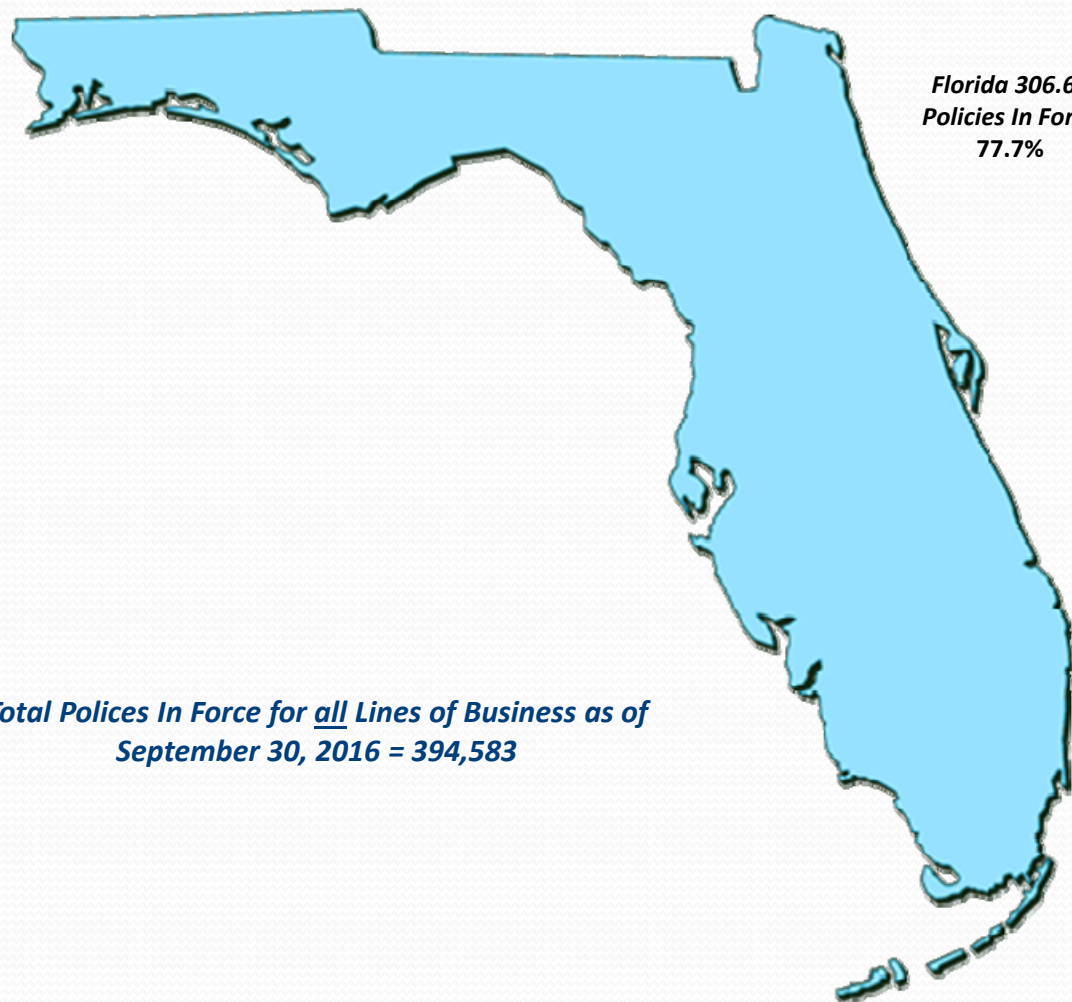 Florida 306.6
Policies In For
77.7%
otal Polices In Force for all Lines of Business as of
September 30, 2016 = 394,583